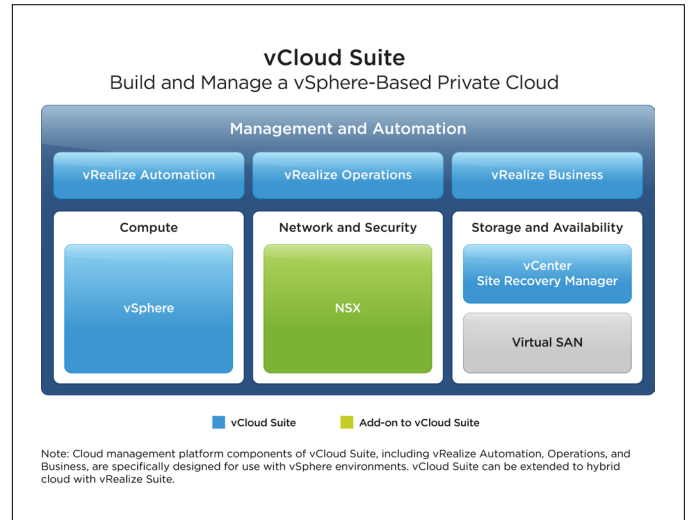 vCloud Suite
Build and Manage a vSphere-Based Private Cloud
Management and Automation
vRealize Automation
vRealize Operations
vRealize Business
Compute
vSphere
Network and Security
NSX
Storage and Availability
vCenter
Site Recovery Manager
Virtual SAN
vCloud Suite
Add-on to vCloud Suite
Note: Cloud management platform components of vCloud Suite, including vRealize Automation, Operations, and
Business, are specifically designed for use with vSphere environments. vCloud Suite can be extended to hybrid
cloud with vRealize Suite.